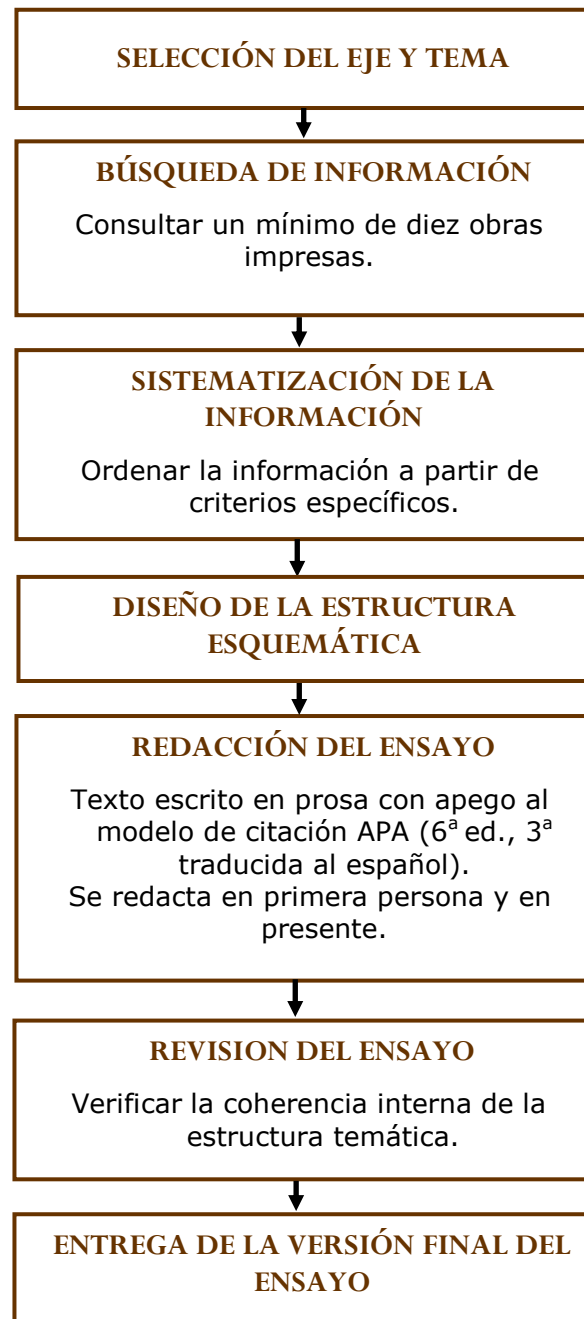 SELECCIÓN DEL EJE Y TEMA
BÚSQUEDA DE INFORMACIÓN
Consultar un mínimo de diez obras
impresas.
SISTEMATIZACIÓN DE LA
INFORMACIÓN
Ordenar la información a partir de
criterios específicos.
DISEÑO DE LA ESTRUCTURA
ESQUEMÁTICA
REDACCIÓN DEL ENSAYO
Texto escrito en prosa con apego al
modelo de citación APA (6ª ed., 3ª
traducida al español).
Se redacta en primera persona y en
presente.
REVISION DEL ENSAYO
Verificar la coherencia interna de la
estructura temática.
ENTREGA DE LA VERSIÓN FINAL DEL
ENSAYO